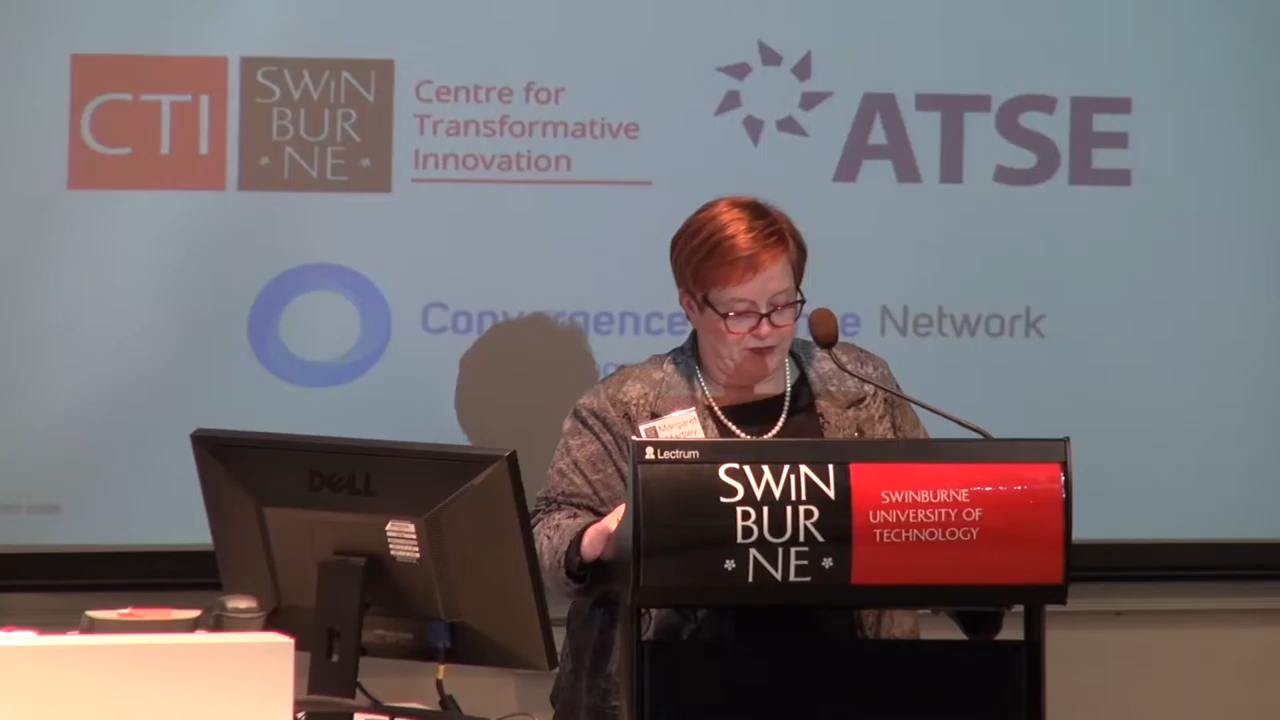 CTI
SWiN
BUR
NE
Centre for
Transformative
Innovation
ATSE
Network
Margaret
DELL
Lectrum
SWiN
BUR
NE
SWINBURNE
UNIVERSITY OF
TECHNOLOGY